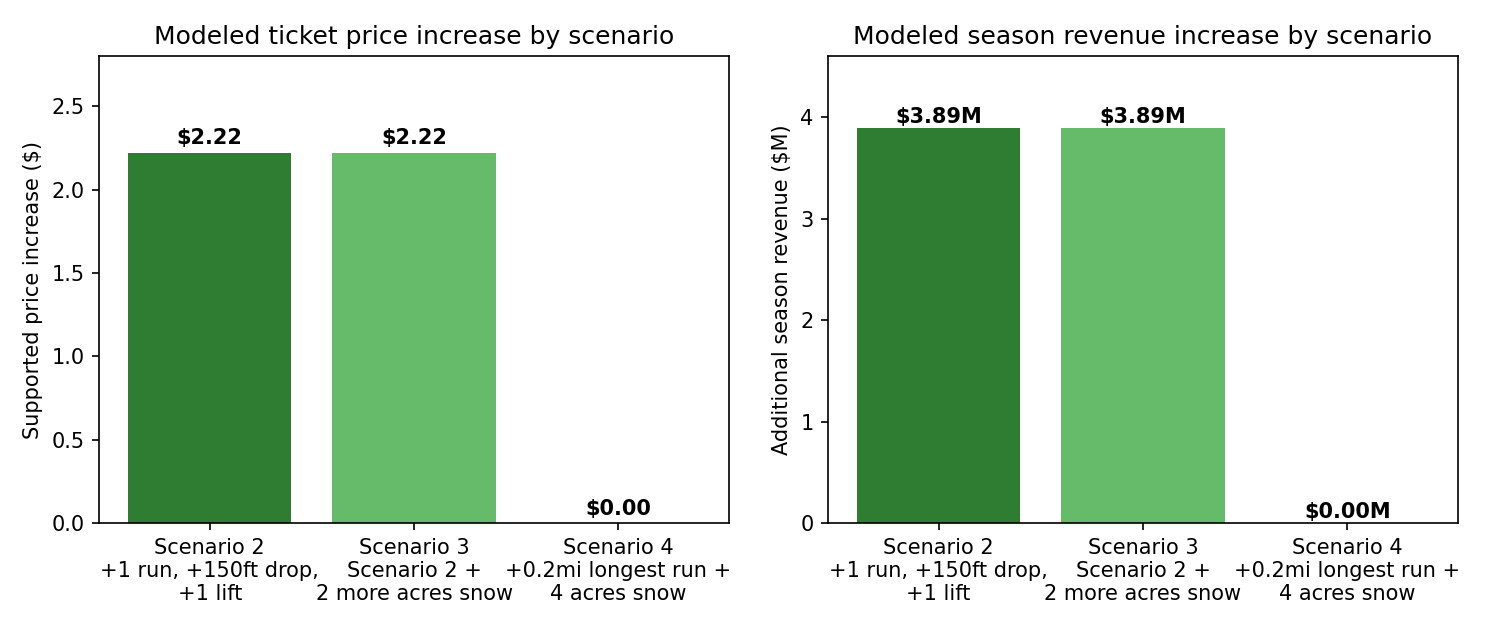 Modeled ticket price increase by scenario
Supported price increase ($)
2.5
2.0
1.5
1.0
0.5
0.0
$2.22
$2.22
$0.00
Scenario 2
+1 run, +150ft drop,
+1 lift
Scenario 3
Scenario 2 +
2 more acres snow
Scenario 4
+0.2mi longest run +
4 acres snow
Modeled season revenue increase by scenario
Additional season revenue ($M)
4
3
2
1
0
$3.89M
$3.89M
$0.00M
Scenario 2
+1 run, +150ft drop,
+1 lift
Scenario 3
Scenario 2 +
2 more acres snow
Scenario 4
+0.2mi longest run +
4 acres snow